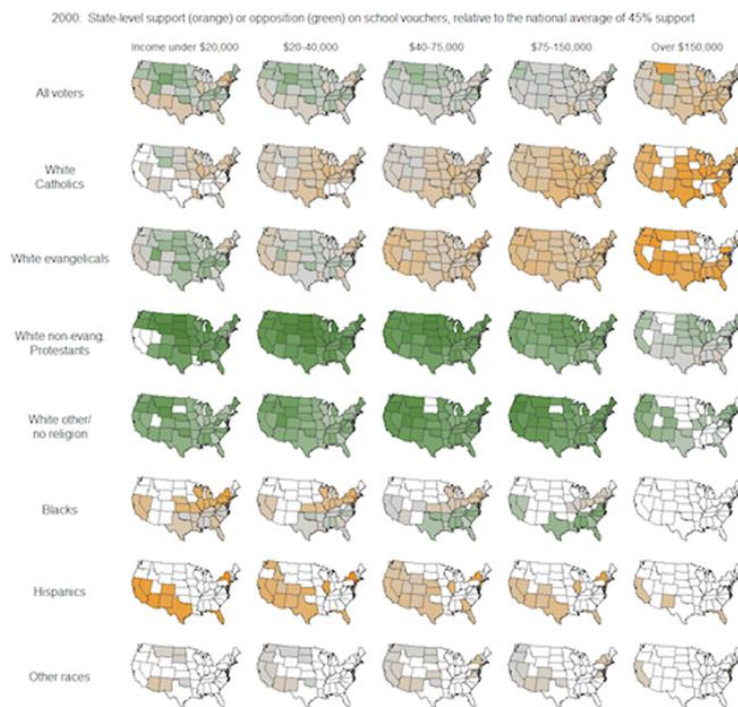 2000: State-level support (orange) or opposition (green) on school vouchers, relative to the national average of 45% support
Income under $20,000 $20-40,000 $40-75,000 $75-150,000 Over $150,000
All voters
White
Catholics
White evangelicals
White non-evang.
Protestants
White other/
no religion
Blacks
Hispanics
Other races